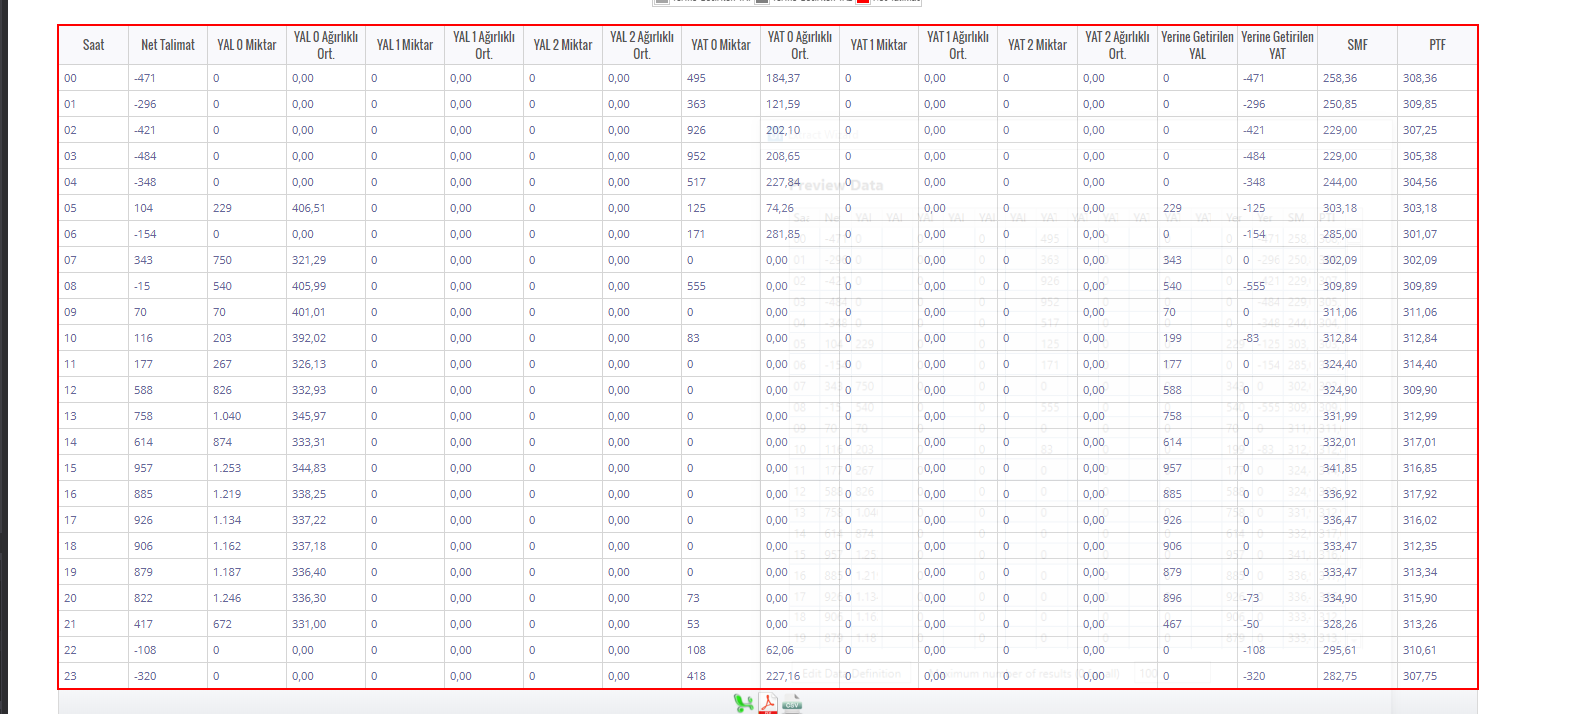 Saat Net Talimat YAL 0 Miktar YAL 0 Ağırlıklı Ort. YAL 1 Miktar YAL 1 Ağırlıklı Ort. YAL 2 Miktar YAL 2 Ağırlıklı Ort. YAT 0 Miktar YAT 0 Ağırlıklı Ort. YAT 1 Miktar YAT 1 Ağırlıklı Ort. YAT 2 Miktar YAT 2 Ağırlıklı Ort. Yerine Getirilen YAL Yerine Getirilen YAT SMF PTF
00 -471 0 0,00 0 0,00 0 0,00 495 184,37 0 0,00 0 0,00 0 -471 258,36 308,36
01 -296 0 0,00 0 0,00 0 0,00 363 121,59 0 0,00 0 0,00 0 -296 250,85 309,85
02 -421 0 0,00 0 0,00 0 0,00 926 202,10 0 0,00 0 0,00 0 -421 229,00 307,25
03 -484 0 0,00 0 0,00 0 0,00 952 208,65 0 0,00 0 0,00 0 -484 229,00 305,38
04 -348 0 0,00 0 0,00 0 0,00 517 227,84 0 0,00 0 0,00 0 -348 244,00 304,56
05 104 229 406,51 0 0,00 0 0,00 125 74,26 0 0,00 0 0,00 229 -125 303,18 303,18
06 -154 0 0,00 0 0,00 0 0,00 171 281,85 0 0,00 0 0,00 0 -154 285,00 301,07
07 343 750 321,29 0 0,00 0 0,00 0 0,00 0 0,00 0 0,00 343 0 302,09 302,09
08 -15 540 405,99 0 0,00 0 0,00 555 0,00 0 0,00 0 0,00 540 -555 309,89 309,89
09 70 70 401,01 0 0,00 0 0,00 0 0,00 0 0,00 0 0,00 70 0 311,06 311,06
10 116 203 392,02 0 0,00 0 0,00 83 0,00 0 0,00 0 0,00 199 -83 312,84 312,84
11 177 267 326,13 0 0,00 0 0,00 0 0,00 0 0,00 0 0,00 177 0 324,40 314,40
12 588 826 332,93 0 0,00 0 0,00 0 0,00 0 0,00 0 0,00 588 0 324,90 309,90
13 758 1.040 345,97 0 0,00 0 0,00 0 0,00 0 0,00 0 0,00 758 0 331,99 312,99
14 614 874 333,31 0 0,00 0 0,00 0 0,00 0 0,00 0 0,00 614 0 332,01 317,01
15 957 1.253 344,83 0 0,00 0 0,00 0 0,00 0 0,00 0 0,00 957 0 341,85 316,85
16 885 1.219 338,25 0 0,00 0 0,00 0 0,00 0 0,00 0 0,00 885 0 336,92 317,92
17 926 1.134 337,22 0 0,00 0 0,00 0 0,00 0 0,00 0 0,00 926 0 336,47 316,02
18 906 1.162 337,18 0 0,00 0 0,00 0 0,00 0 0,00 0 0,00 906 0 333,47 312,35
19 879 1.187 336,40 0 0,00 0 0,00 0 0,00 0 0,00 0 0,00 879 0 333,47 313,34
20 822 1.246 336,30 0 0,00 0 0,00 73 0,00 0 0,00 0 0,00 896 -73 334,90 315,90
21 417 672 331,00 0 0,00 0 0,00 53 0,00 0 0,00 0 0,00 467 -50 328,26 313,26
22 -108 0 0,00 0 0,00 0 0,00 108 62,06 0 0,00 0 0,00 0 -108 295,61 310,61
23 -320 0 0,00 0 0,00 0 0,00 418 227,16 0 0,00 0 0,00 0 -320 282,75 307,75